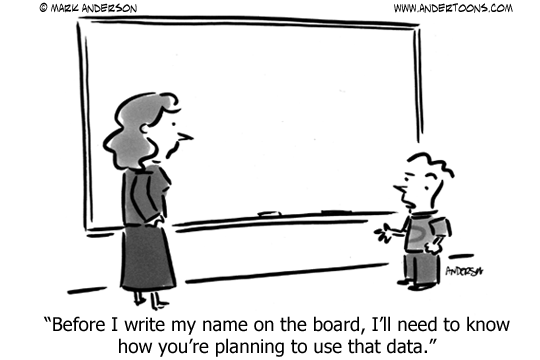 © MARK ANDERSON
WWW.ANDERTOONS.COM
ANDERSON
“Before I write my name on the board, I’ll need to know
how you’re planning to use that data.”